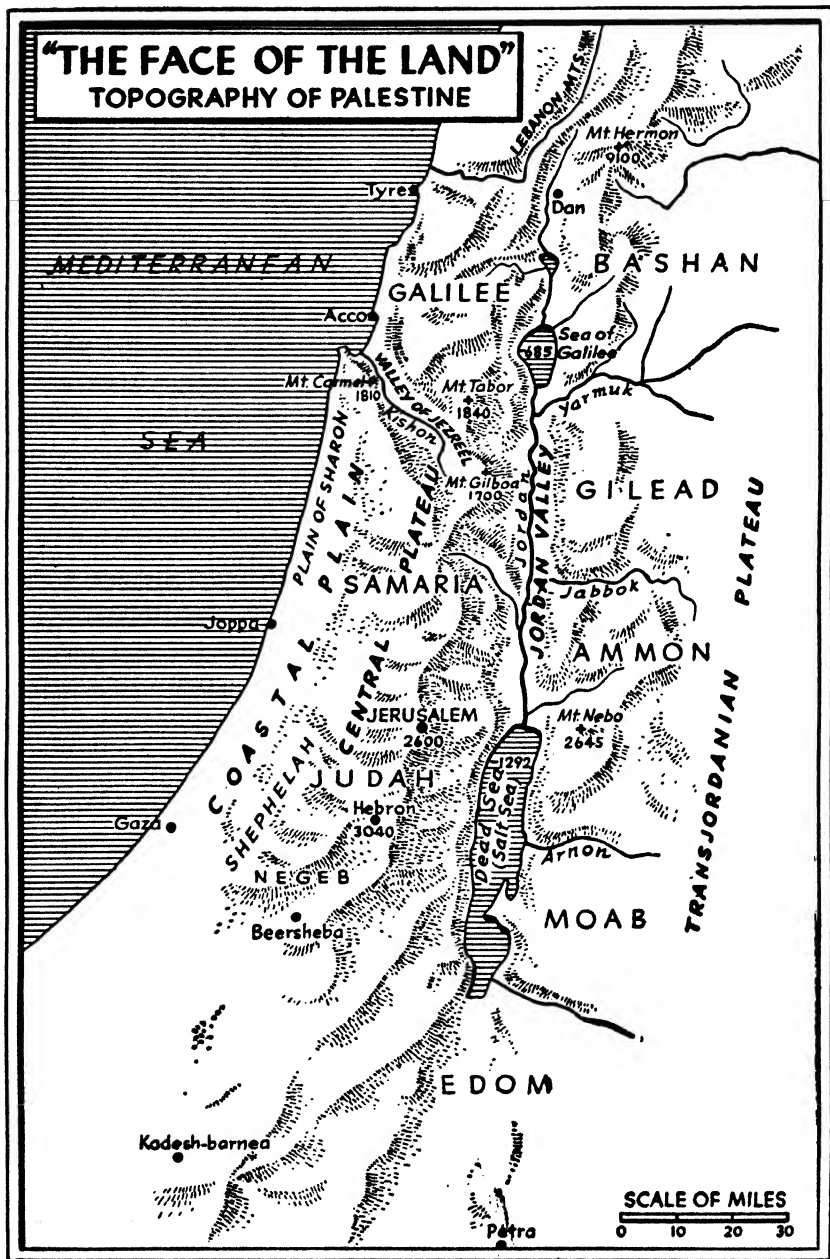 "THE FACE OF THE LAND"
TOPOGRAPHY OF PALESTINE
LEBANON MTS.
Mt. Hermon
9100
Tyre
Dan
MEDITERRANEAN
SEA
BASHAN
GALILEE
Acco
Sea of
Galilee
685
Mt. Carmel
1810
VALLEY OF JEZREEL
Kishon
Mt. Tabor
1840
Yarmuk
Mt. Gilboa
1700
PLAIN OF SHARON
COASTAL PLAIN
CENTRAL PLATEAU
Jordan
JORDAN VALLEY
GILEAD
TRANSJORDANIAN PLATEAU
SAMARIA
Jabbok
Joppa
AMMON
JERUSALEM
2600
Mt. Nebo
2645
SHEPHELAH
JUDAH
1292
Dead Sea
(Salt Sea)
Gaza
Hebron
3040
Arnon
NEGEB
MOAB
Beersheba
EDOM
Kadesh-barnea
Petra
SCALE OF MILES
0 10 20 30